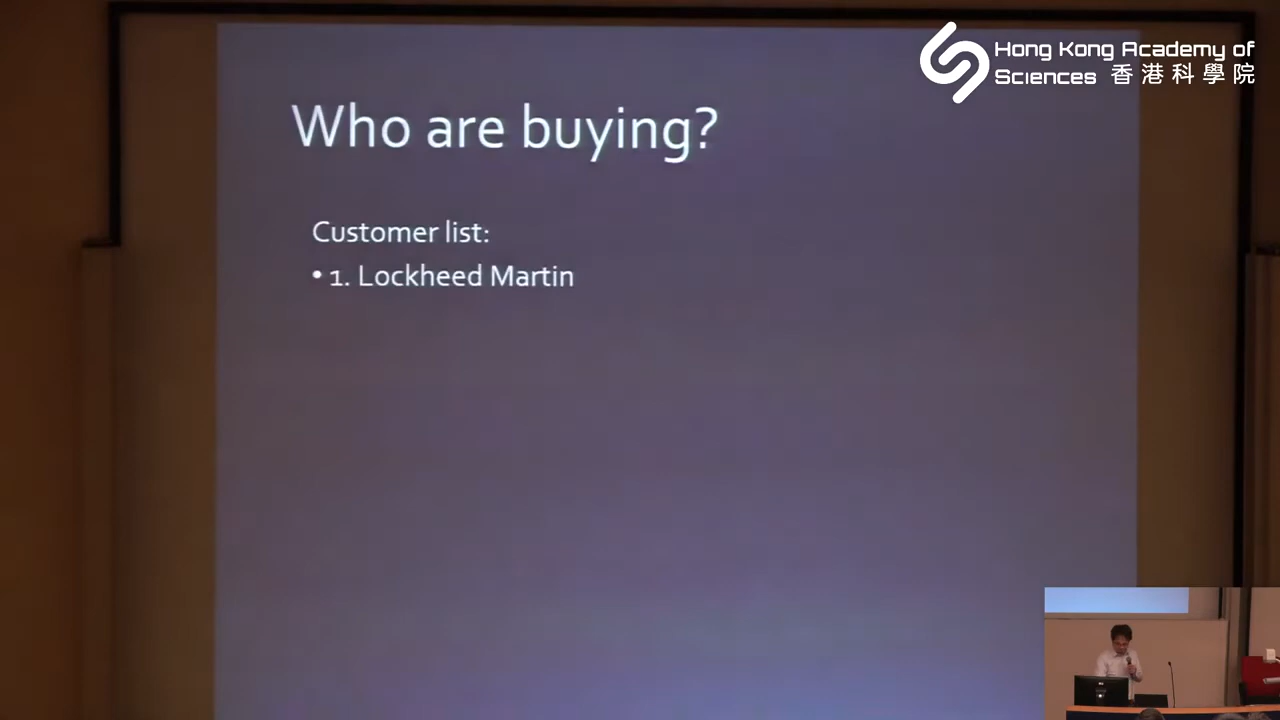 Hong Kong Academy of
Sciences 香港科學院
Who are buying?
Customer list:
• 1. Lockheed Martin